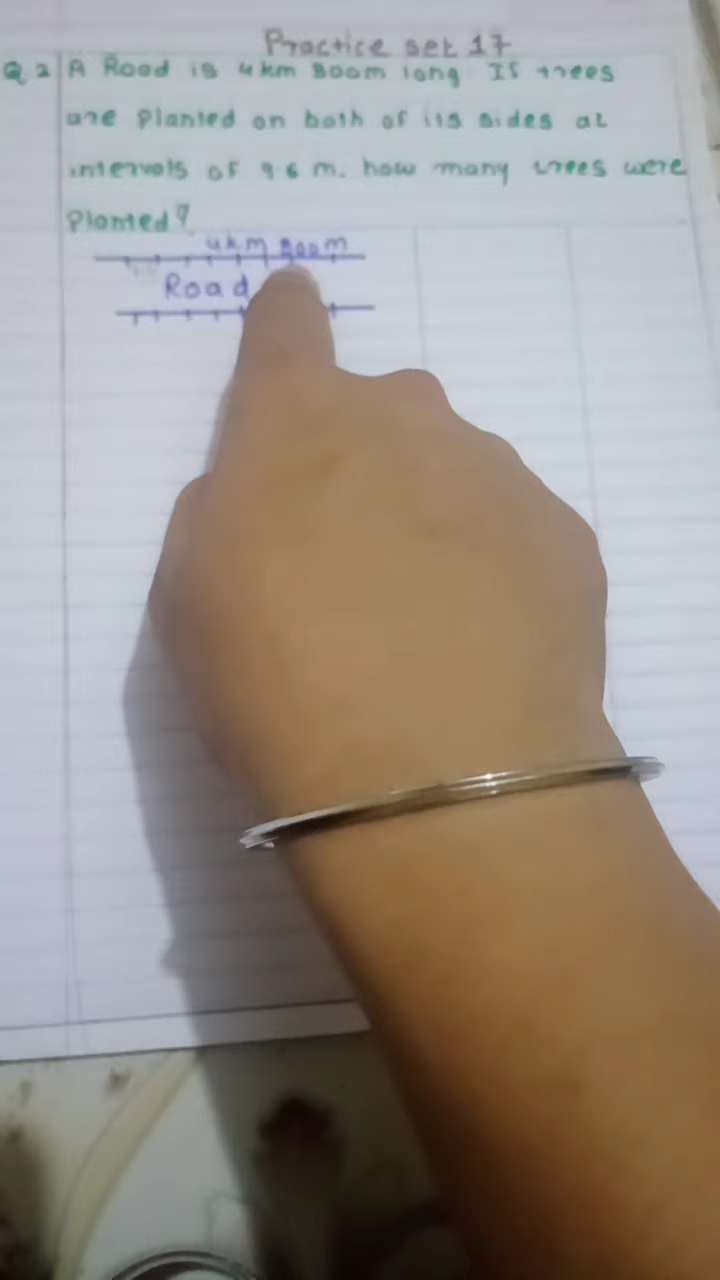 Practice set 17
Q 2 A Road is 4km 800m long If trees
are planted on both of its sides at
intervals of 9 6 m. how many trees were
Planted?
4km 800m
Road